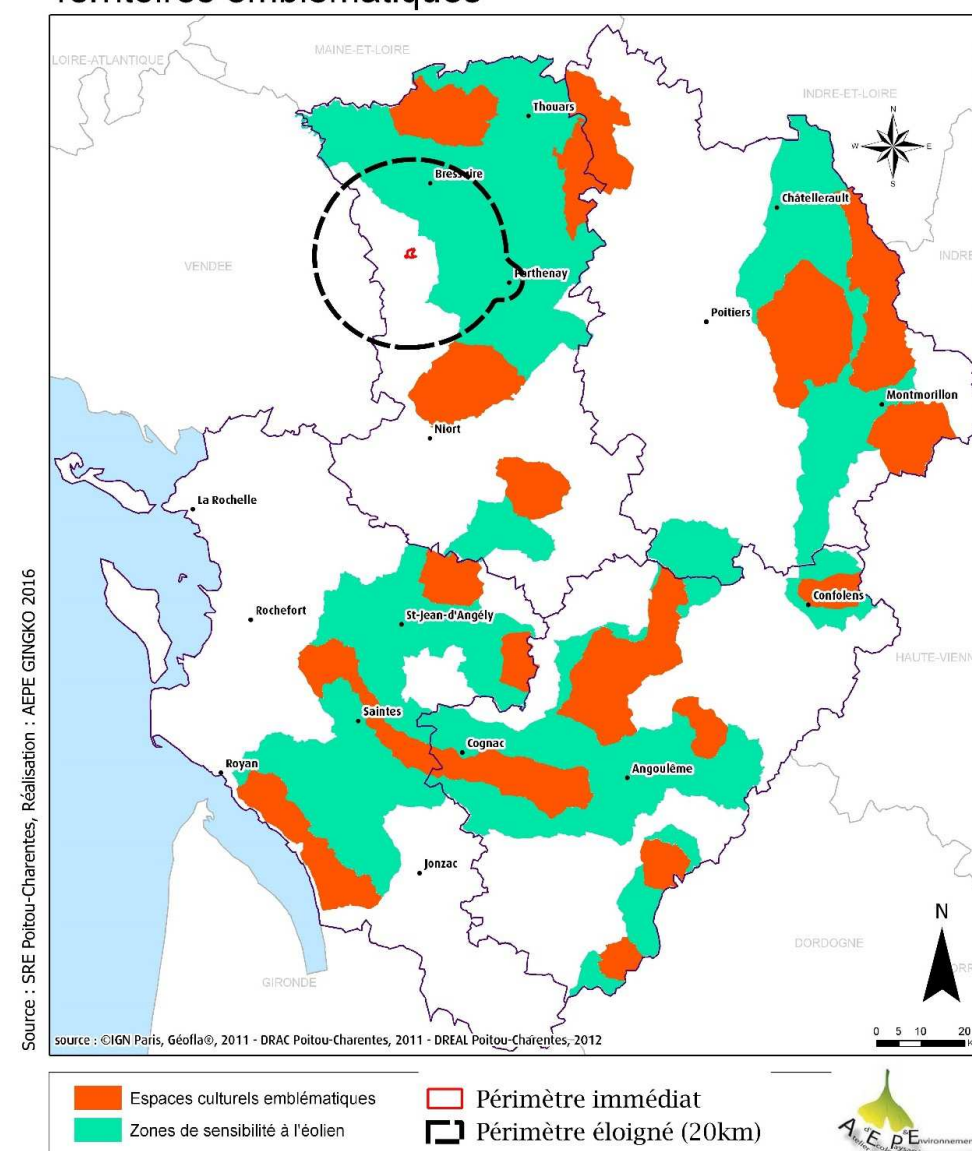 LOIRE-ATLANTIQUE
MAINE-ET-LOIRE
INDRE-ET-LOIRE
Thouars
N
W
E
S
Bressuire
Châtellerault
VENDEE
INDRE
Parthenay
Poitiers
Montmorillon
Niort
La Rochelle
Rochefort
St-Jean-d'Angély
Confolens
HAUTE-VIENN
Saintes
Cognac
Royan
Angoulême
Jonzac
N
DORDOGNE
GIRONDE
source : ©IGN Paris, Géofla®, 2011 - DRAC Poitou-Charentes, 2011 - DREAL Poitou-Charentes, 2012
0 5 10 20
Source : SRE Poitou-Charentes, Réalisation : AEPE GINGKO 2016
Espaces culturels emblématiques
Périmètre immédiat
Zones de sensibilité à l'éolien
Périmètre éloigné (20km)